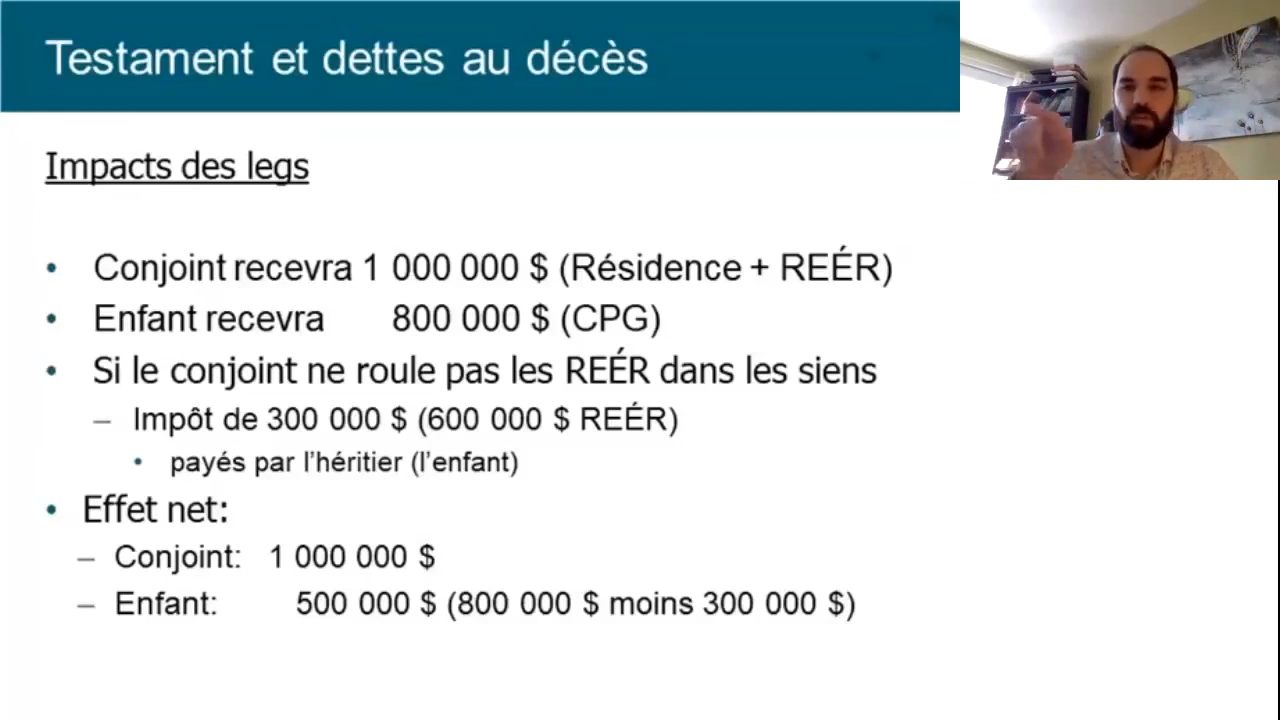 Testament et dettes au décès
Impacts des legs
• Conjoint recevra 1 000 000 $ (Résidence + REÉR)
• Enfant recevra 800 000 $ (CPG)
• Si le conjoint ne roule pas les REÉR dans les siens
– Impôt de 300 000 $ (600 000 $ REÉR)
• payés par l'héritier (l'enfant)
• Effet net:
– Conjoint: 1 000 000 $
– Enfant: 500 000 $ (800 000 $ moins 300 000 $)